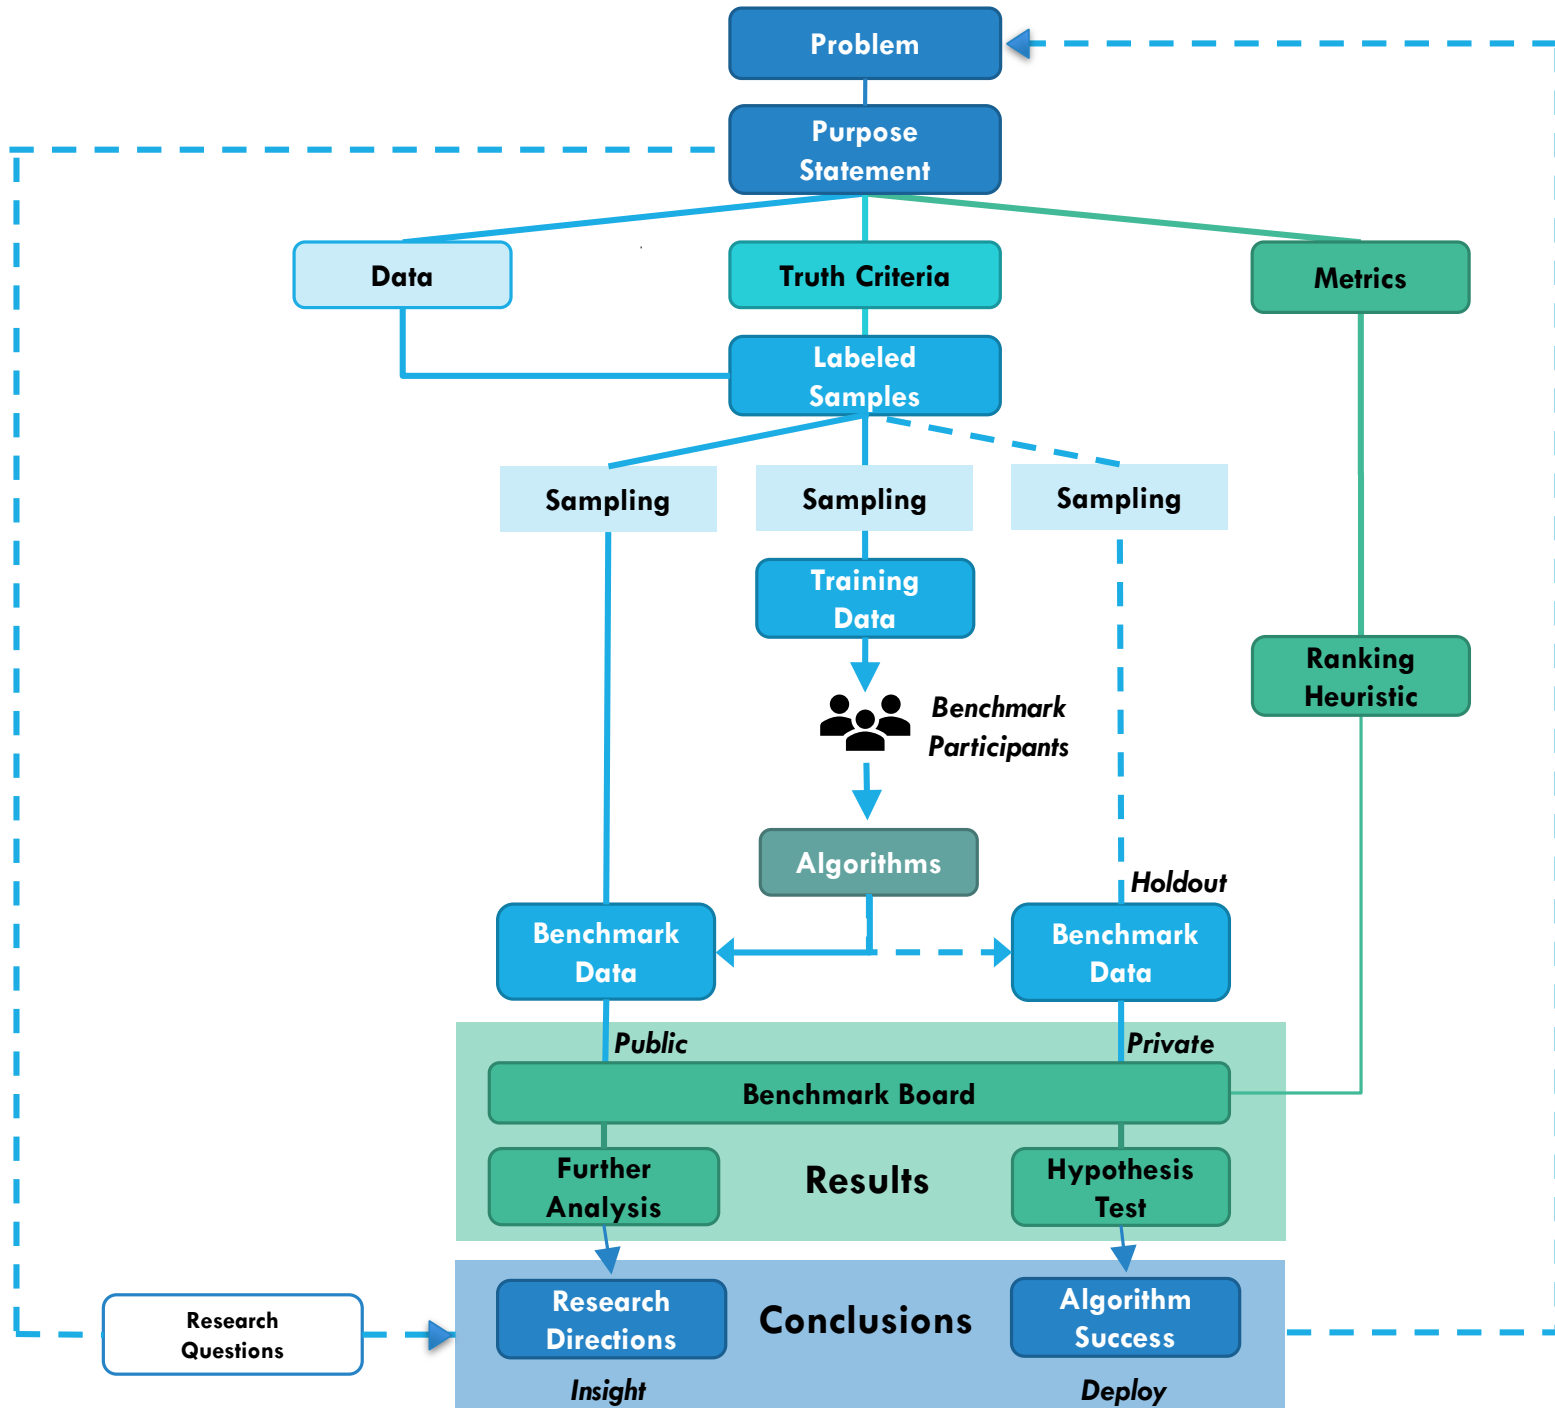 Problem
Purpose
Statement
Data
Truth Criteria
Metrics
Labeled
Samples
Sampling
Sampling
Sampling
Training
Data
Ranking
Heuristic
Benchmark
Participants
Algorithms
Holdout
Benchmark
Data
Benchmark
Data
Public
Private
Benchmark Board
Further
Analysis
Results
Hypothesis
Test
Research
Questions
Research
Directions
Conclusions
Algorithm
Success
Insight
Deploy